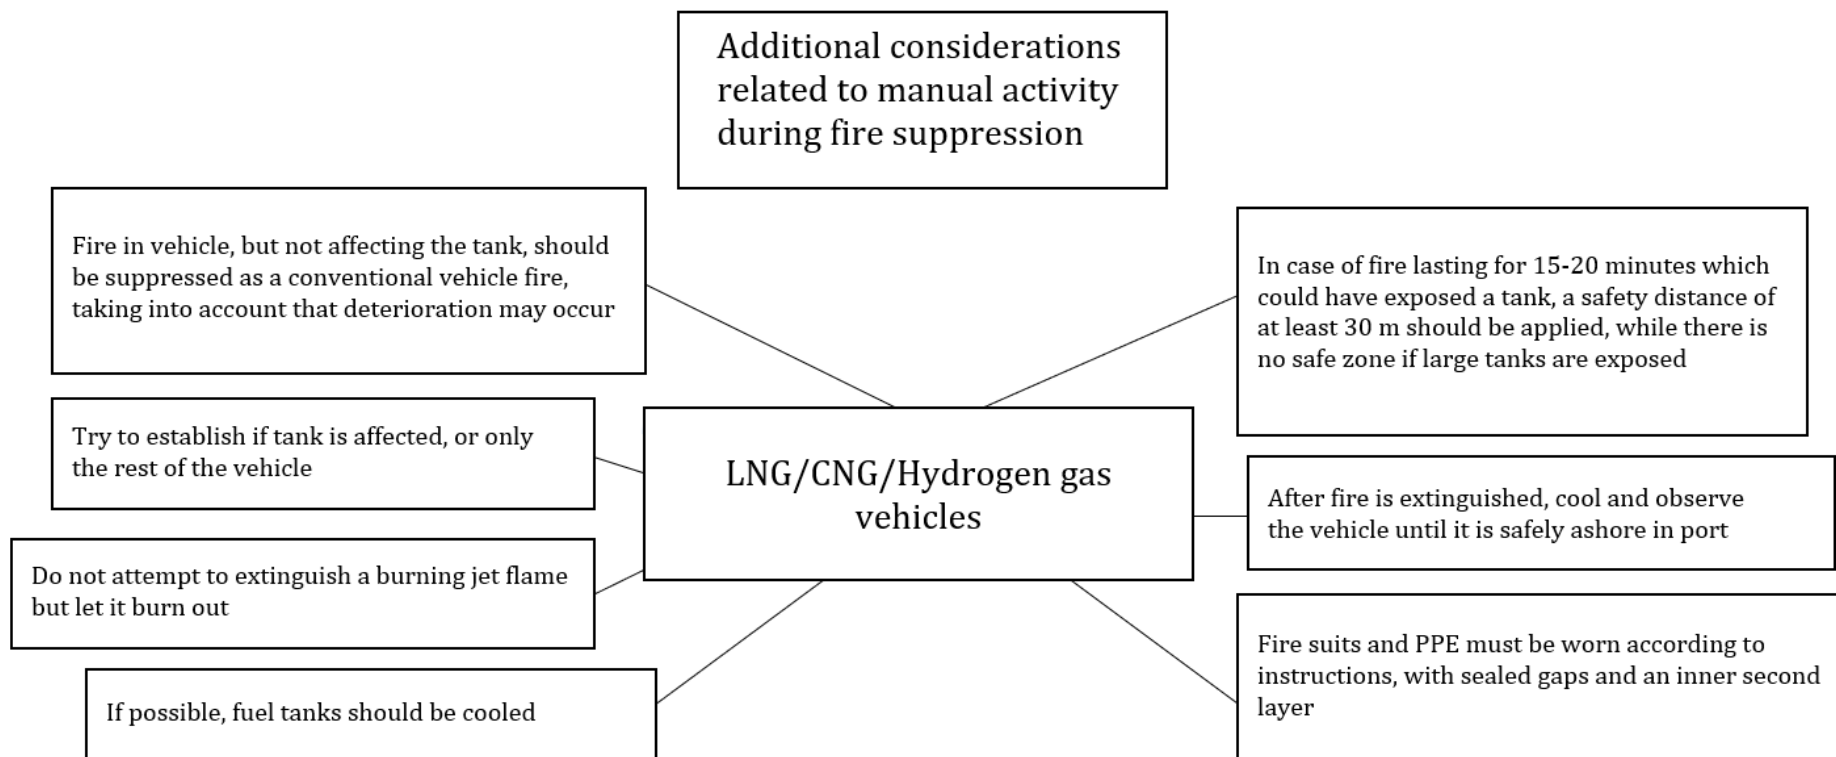 Additional considerations
related to manual activity
during fire suppression
Fire in vehicle, but not affecting the tank, should
be suppressed as a conventional vehicle fire,
taking into account that deterioration may occur
In case of fire lasting for 15-20 minutes which
could have exposed a tank, a safety distance of
at least 30 m should be applied, while there is
no safe zone if large tanks are exposed
Try to establish if tank is affected, or only
the rest of the vehicle
LNG/CNG/Hydrogen gas
vehicles
After fire is extinguished, cool and observe
the vehicle until it is safely ashore in port
Do not attempt to extinguish a burning jet flame
but let it burn out
If possible, fuel tanks should be cooled
Fire suits and PPE must be worn according to
instructions, with sealed gaps and an inner second
layer